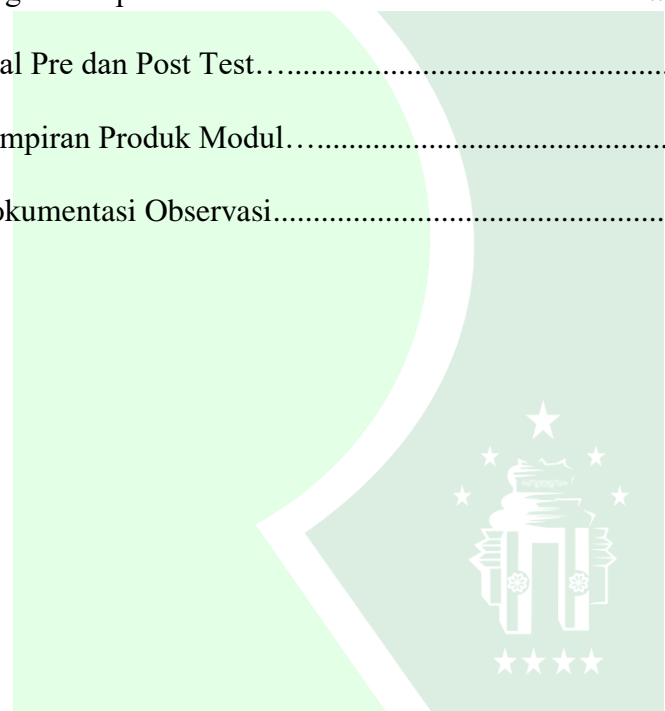 al Pre dan Post Test….................................................
mpiran Produk Modul….............................................
okumentasi Observasi...................................................